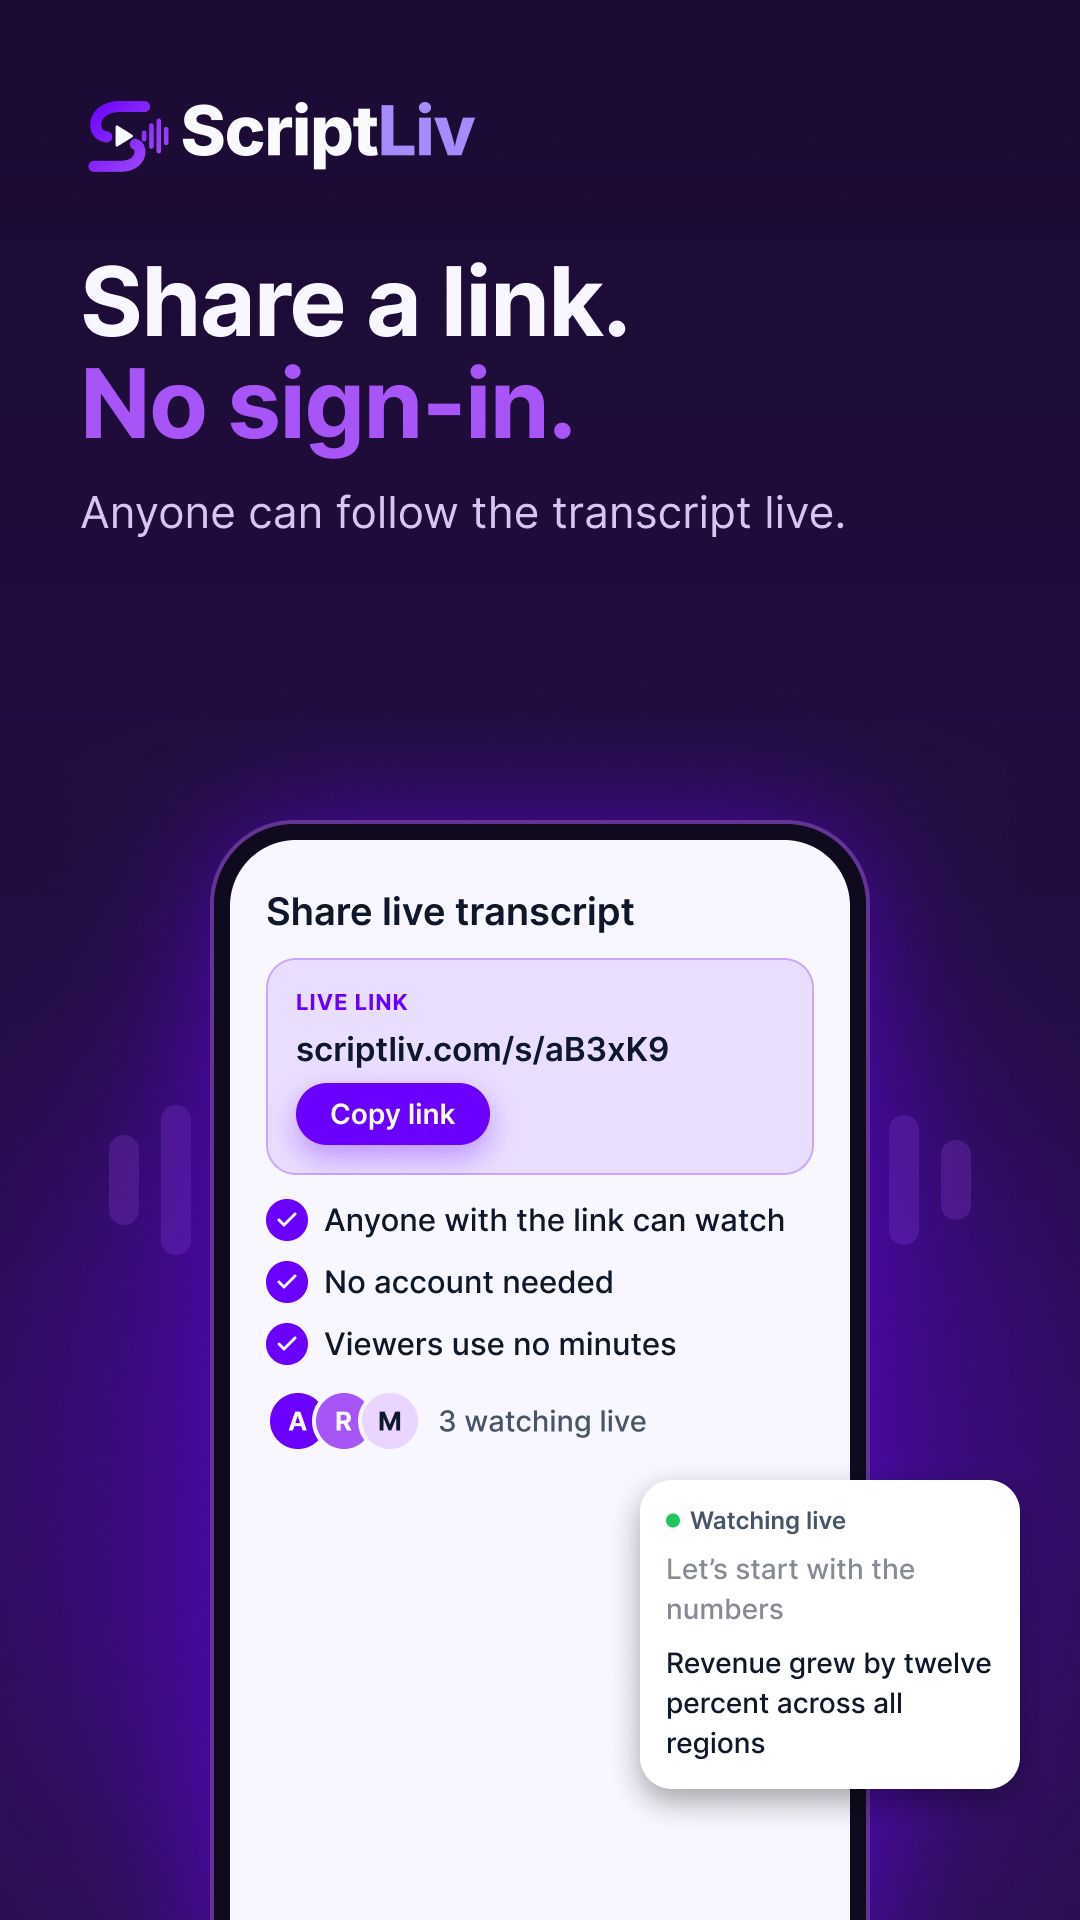 ScriptLiv
Share a link.
No sign-in.
Anyone can follow the transcript live.
Share live transcript
LIVE LINK
scriptliv.com/s/aB3xK9
Copy link
Anyone with the link can watch
No account needed
Viewers use no minutes
A R M 3 watching live
Watching live
Let’s start with the
numbers
Revenue grew by twelve
percent across all
regions